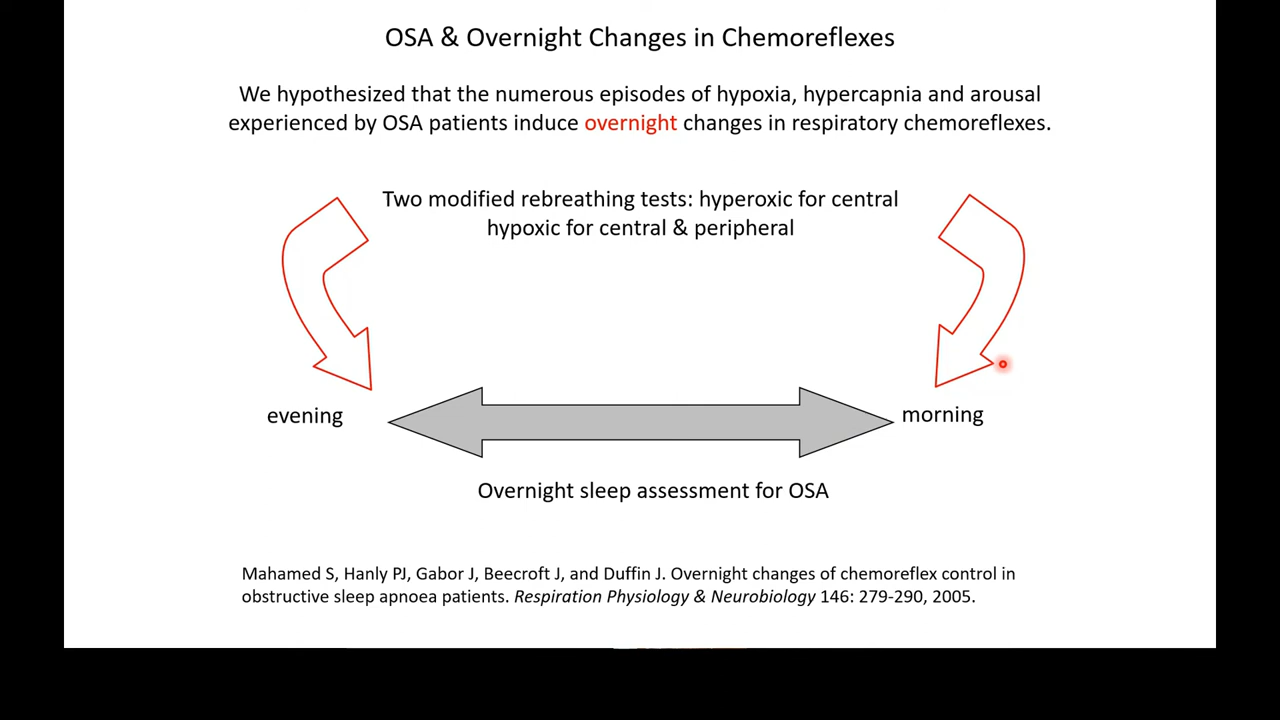 OSA & Overnight Changes in Chemoreflexes
We hypothesized that the numerous episodes of hypoxia, hypercapnia and arousal
experienced by OSA patients induce overnight changes in respiratory chemoreflexes.
Two modified rebreathing tests: hyperoxic for central
hypoxic for central & peripheral
evening
morning
Overnight sleep assessment for OSA
Mahamed S, Hanly PJ, Gabor J, Beecroft J, and Duffin J. Overnight changes of chemoreflex control in
obstructive sleep apnoea patients. Respiration Physiology & Neurobiology 146: 279-290, 2005.